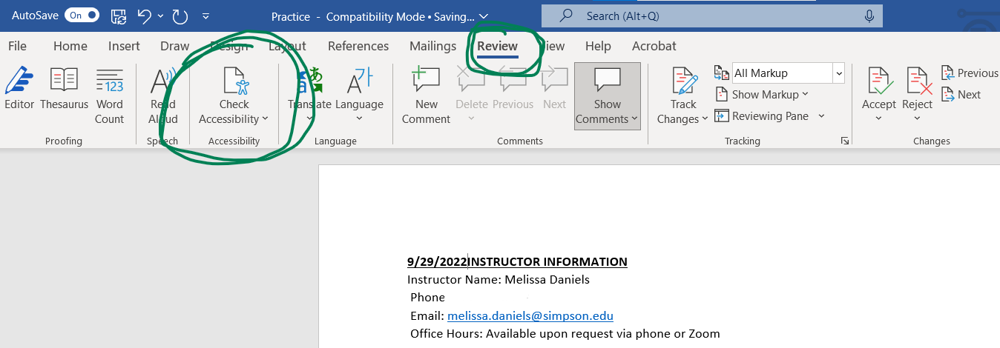 AutoSave On Practice - Compatibility Mode • Saving... Search (Alt+Q)
File Home Insert Draw Design Layout References Mailings Review View Help Acrobat
Editor Thesaurus Word Count Read Aloud Check Accessibility Translate Language New Comment Delete Previous Next Show Comments Track Changes All Markup Show Markup Reviewing Pane Accept Reject Previous Next
Proofing Speech Accessibility Language Comments Tracking Changes
9/29/2022INSTRUCTOR INFORMATION
Instructor Name: Melissa Daniels
Phone
Email: melissa.daniels@simpson.edu
Office Hours: Available upon request via phone or Zoom